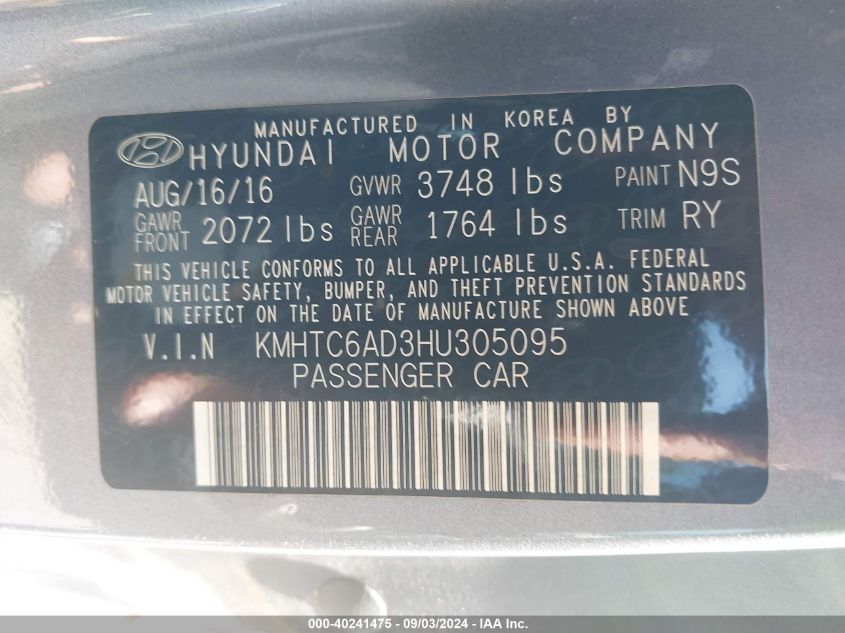 MANUFACTURED IN KOREA BY
HYUNDAI MOTOR COMPANY
AUG/16/16 GVWR 3748 lbs PAINT N9S
GAWR FRONT 2072 lbs GAWR REAR 1764 lbs TRIM RY
THIS VEHICLE CONFORMS TO ALL APPLICABLE U.S.A. FEDERAL
MOTOR VEHICLE SAFETY, BUMPER, AND THEFT PREVENTION STANDARDS
IN EFFECT ON THE DATE OF MANUFACTURE SHOWN ABOVE
V.I.N KMHTC6AD3HU305095
PASSENGER CAR
000-40241475 - 09/03/2024 - IAA Inc.